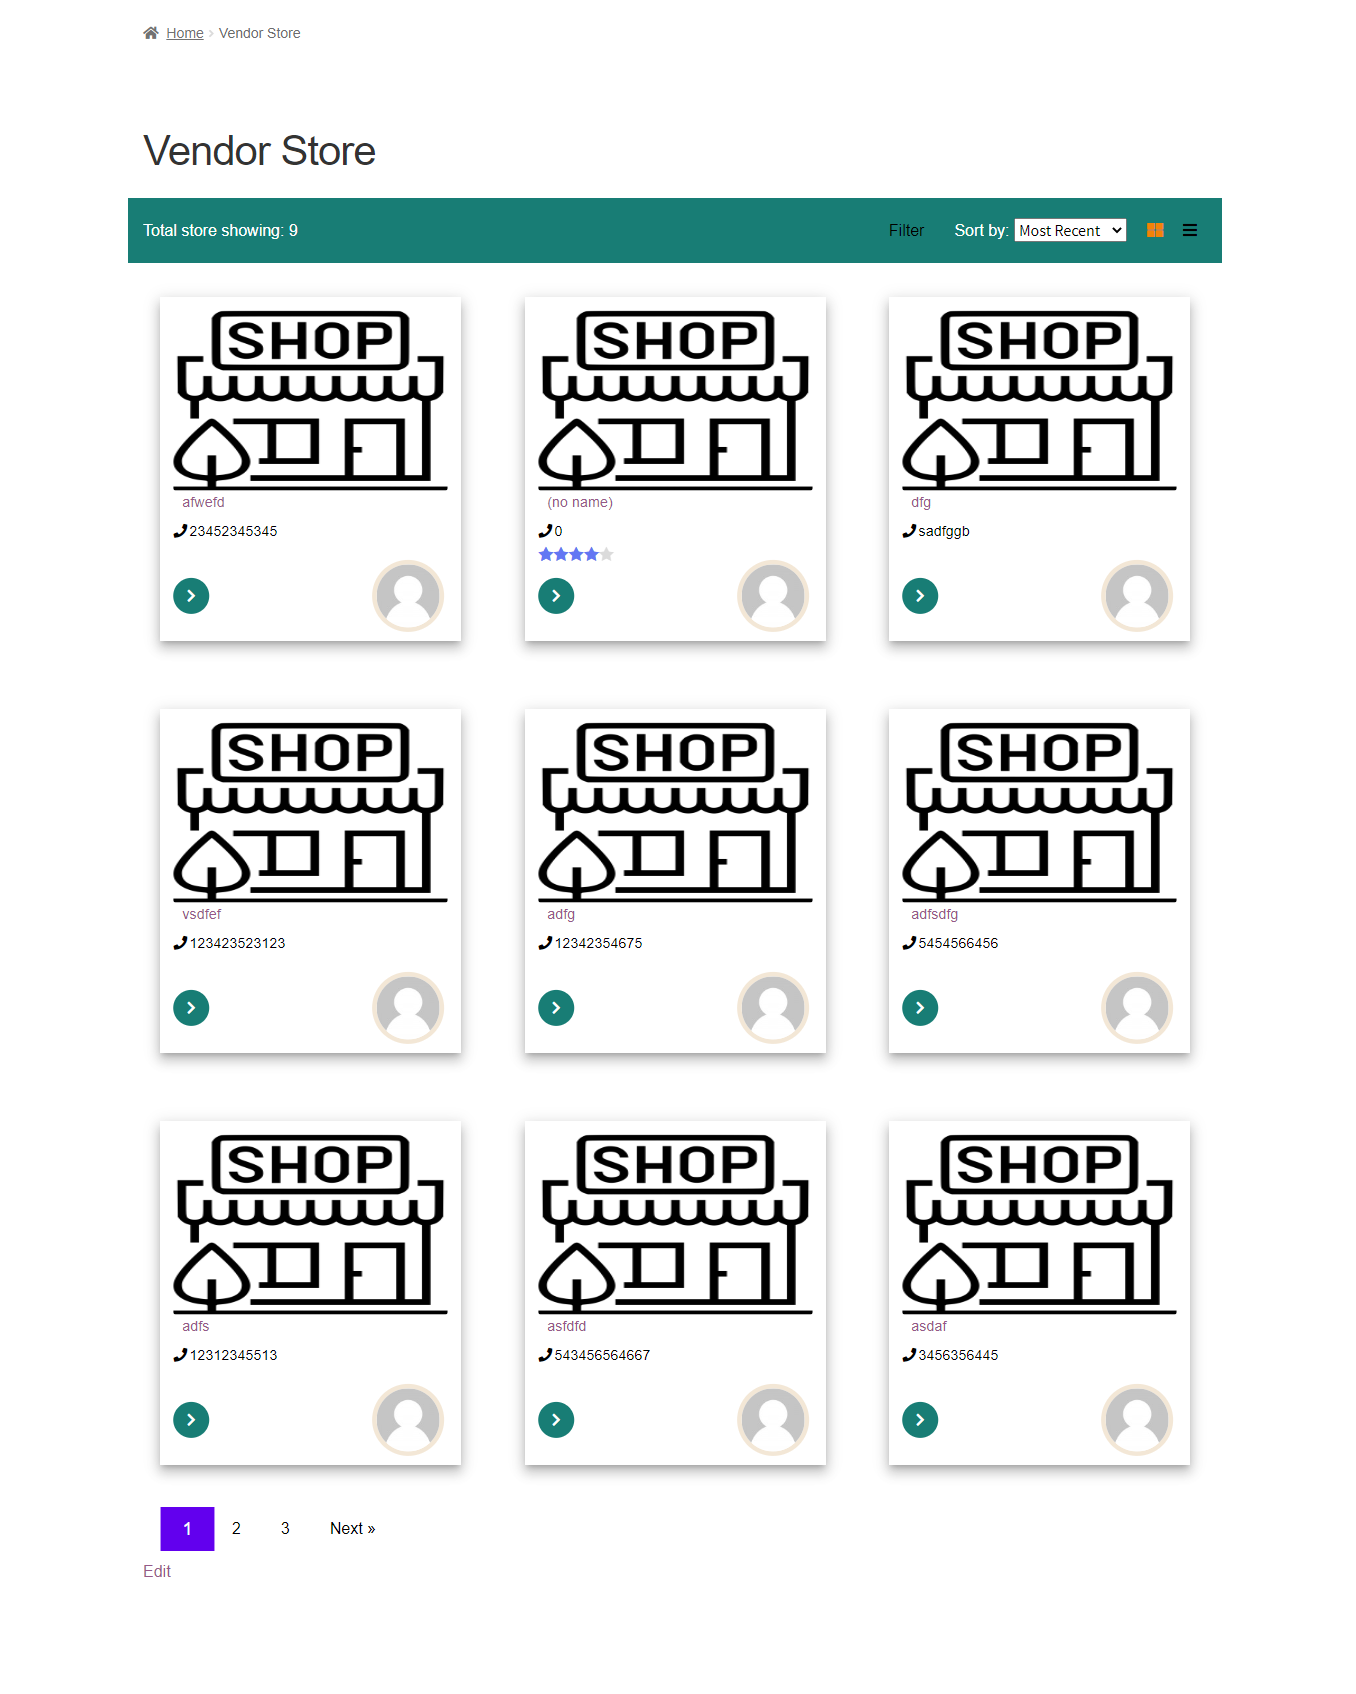 Home Vendor Store
Vendor Store
Total store showing: 9 Filter Sort by: Most Recent
SHOP SHOP SHOP
afwefd (no name) dfg
23452345345 0 sadfggb
SHOP SHOP SHOP
vsdfef adfg adfsdfg
123423523123 12342354675 5454566456
SHOP SHOP SHOP
adfs asfdfd asdaf
12312345513 543456564667 3456356445
1 2 3 Next »
Edit